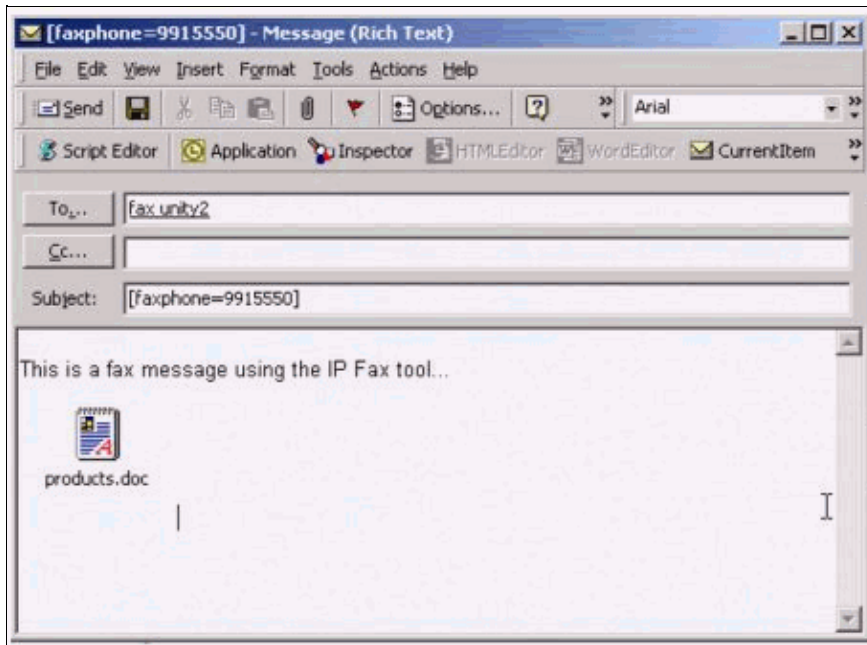 [faxphone=9915550] - Message (Rich Text)
File Edit View Insert Format Tools Actions Help
Send Options... Arial
Script Editor Application Inspector HTMLEditor WordEditor CurrentItem
To... fax unity2
Cc...
Subject: [faxphone=9915550]
This is a fax message using the IP Fax tool...
products.doc